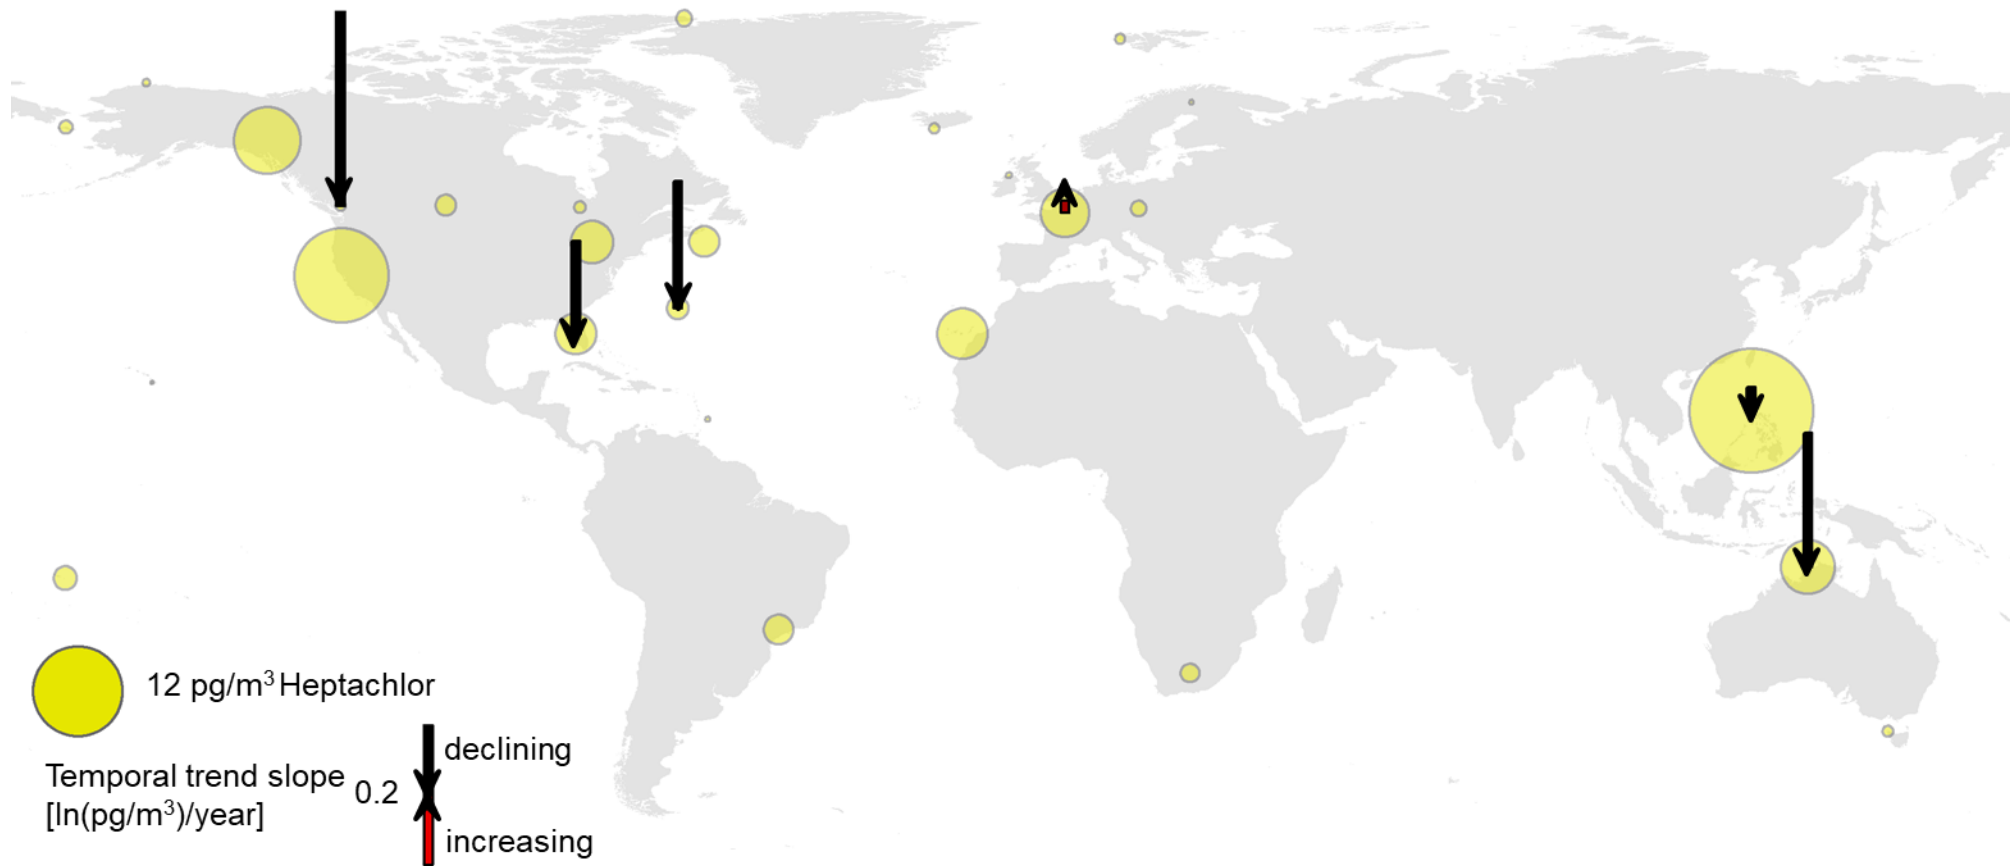 12 pg/m³ Heptachlor
declining
Temporal trend slope
0.2
[ln(pg/m³)/year]
increasing